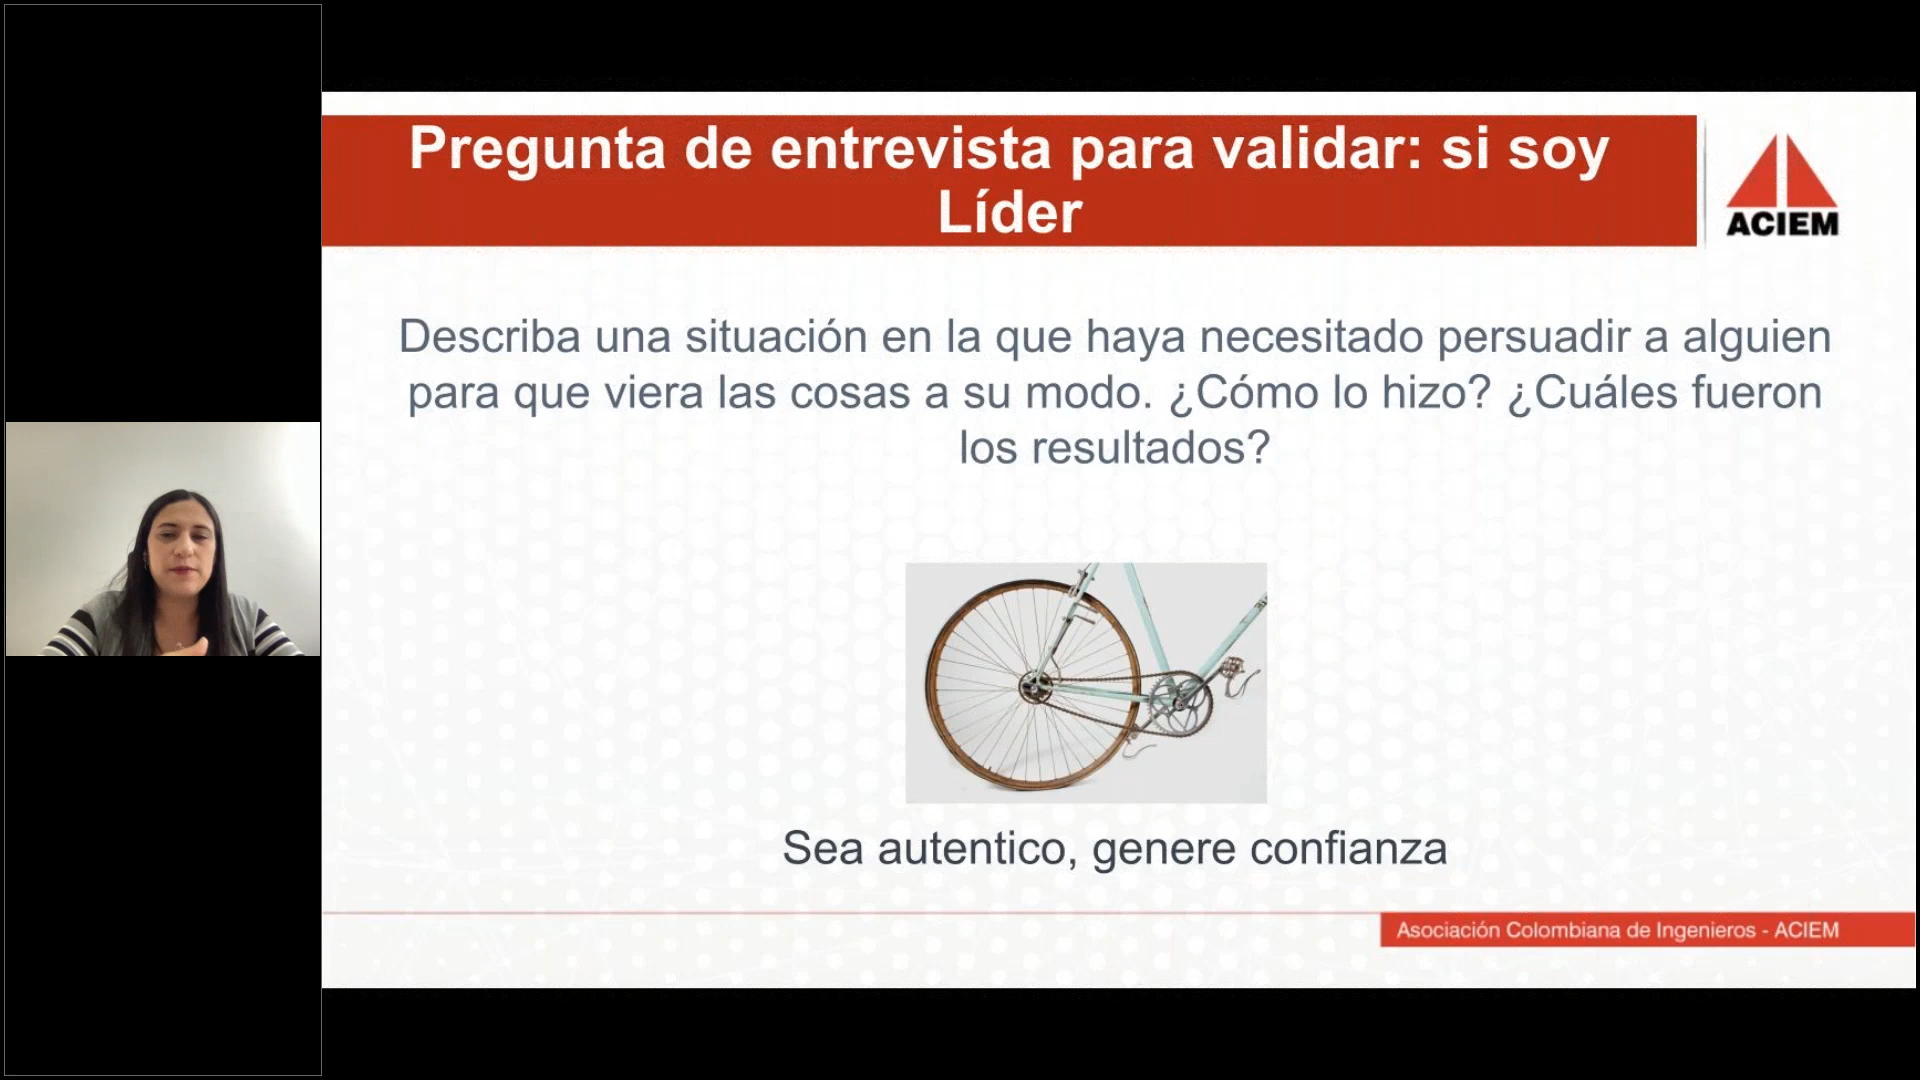 Pregunta de entrevista para validar: si soy
Líder
ACIEM
Describa una situación en la que haya necesitado persuadir a alguien
para que viera las cosas a su modo. ¿Cómo lo hizo? ¿Cuáles fueron
los resultados?
Sea autentico, genere confianza
Asociación Colombiana de Ingenieros - ACIEM